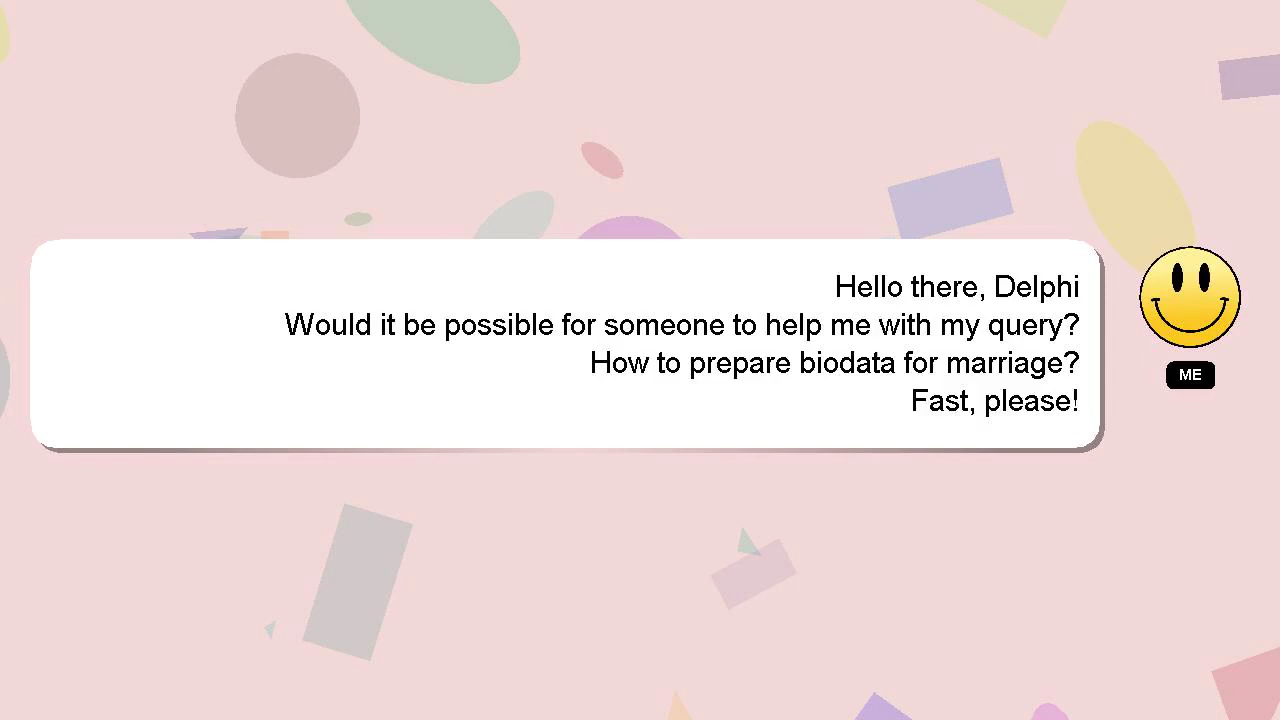 Hello there, Delphi
Would it be possible for someone to help me with my query?
How to prepare biodata for marriage?
Fast, please!
ME